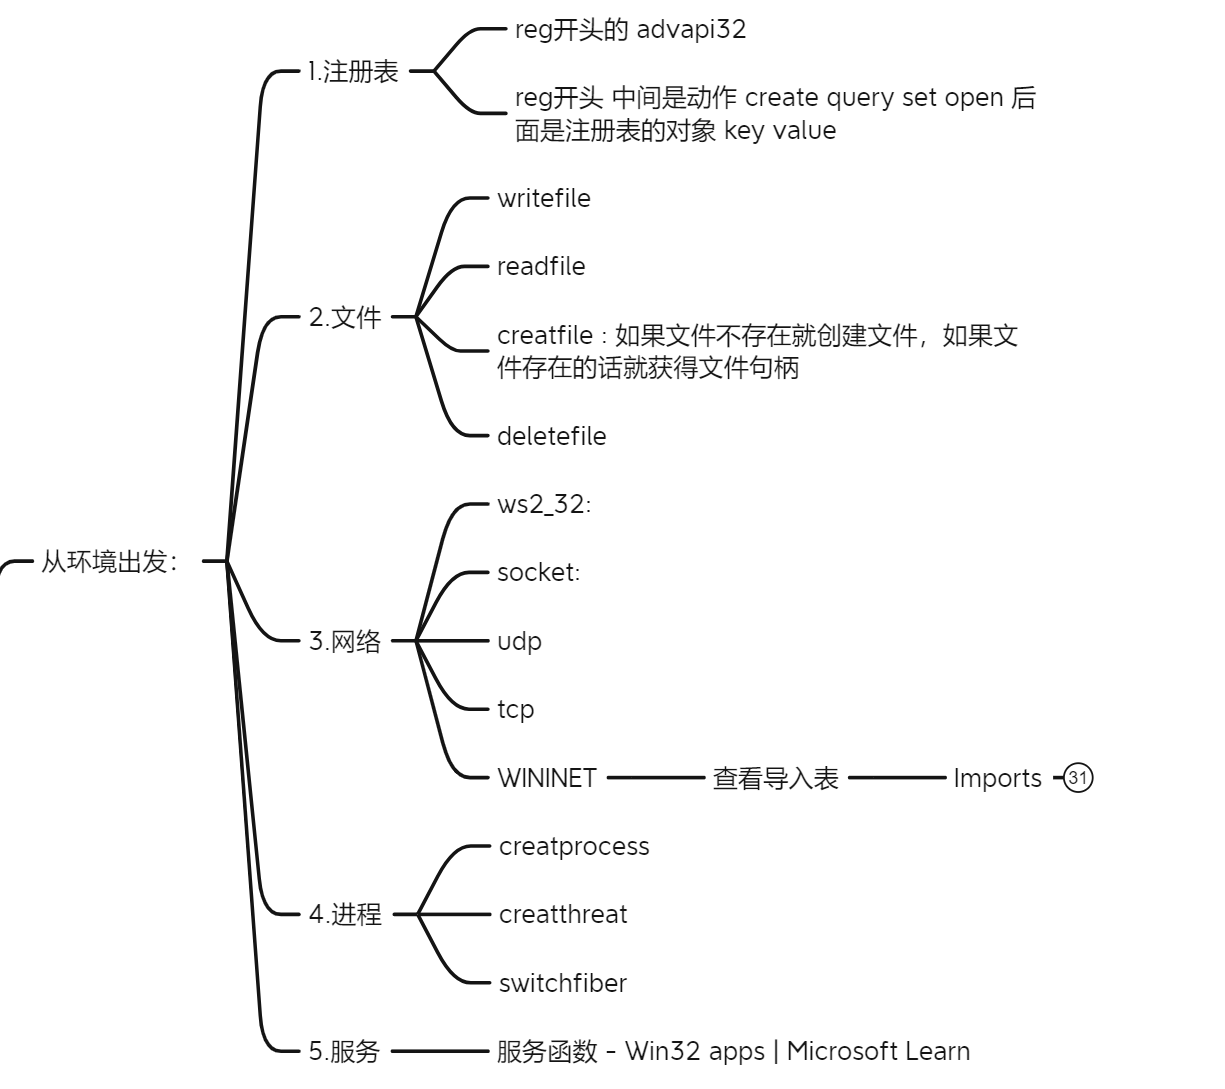 从环境出发：
1.注册表
reg开头的 advapi32
reg开头 中间是动作 create query set open 后
面是注册表的对象 key value
2.文件
writefile
readfile
creatfile : 如果文件不存在就创建文件，如果文
件存在的话就获得文件句柄
deletefile
3.网络
ws2_32:
socket:
udp
tcp
WININET
查看导入表
Imports
31
4.进程
creatprocess
creatthreat
switchfiber
5.服务
服务函数 - Win32 apps | Microsoft Learn